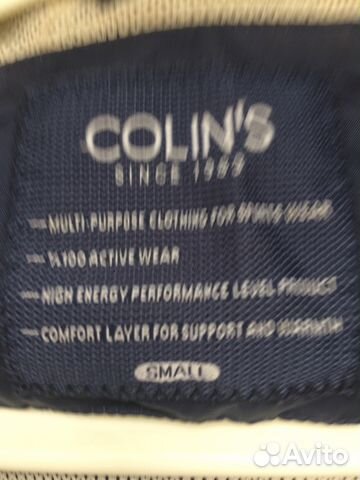 COLIN'S
SINCE 1983
— MULTI-PURPOSE CLOTHING FOR SPORTS WEAR
— %100 ACTIVE WEAR
— HIGH ENERGY PERFORMANCE LEVEL PRODUCT
— COMFORT LAYER FOR SUPPORT AND WARMTH
SMALL
Avito